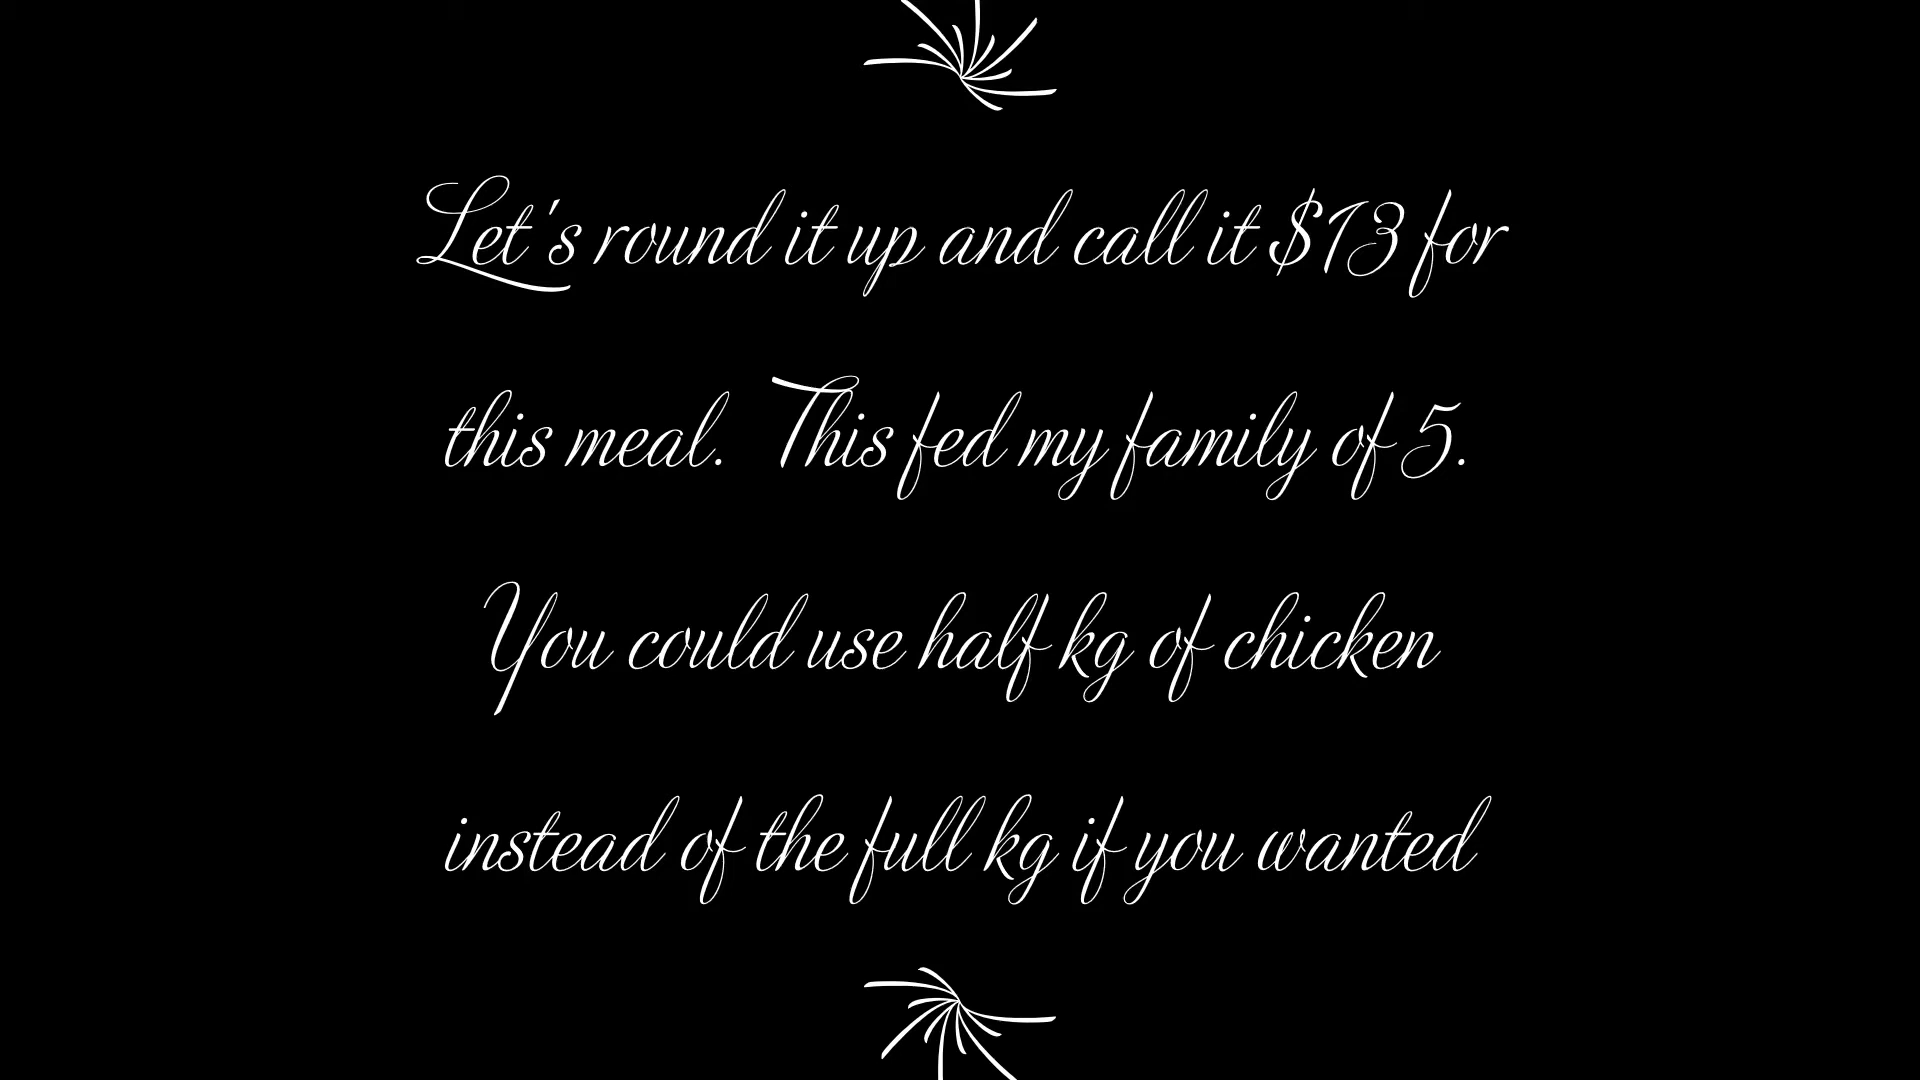 Let's round it up and call it $13 for
this meal. This fed my family of 5.
You could use half kg of chicken
instead of the full kg if you wanted